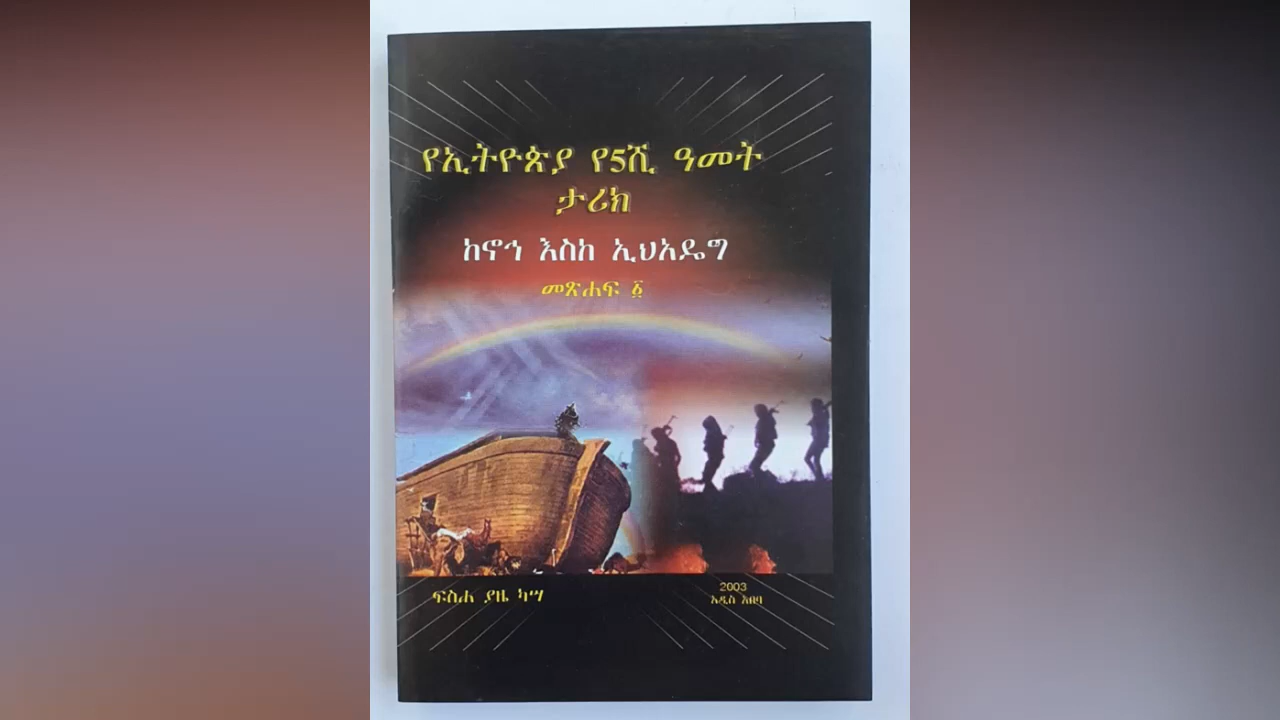 የኢትዮጵያ የ5ሺ ዓመት
ታሪክ
ከኖኅ እስከ ኢህአዴግ
መጽሐፍ ፩
ፍስሐ ያዜ ካሣ
2003
አዲስ አበባ